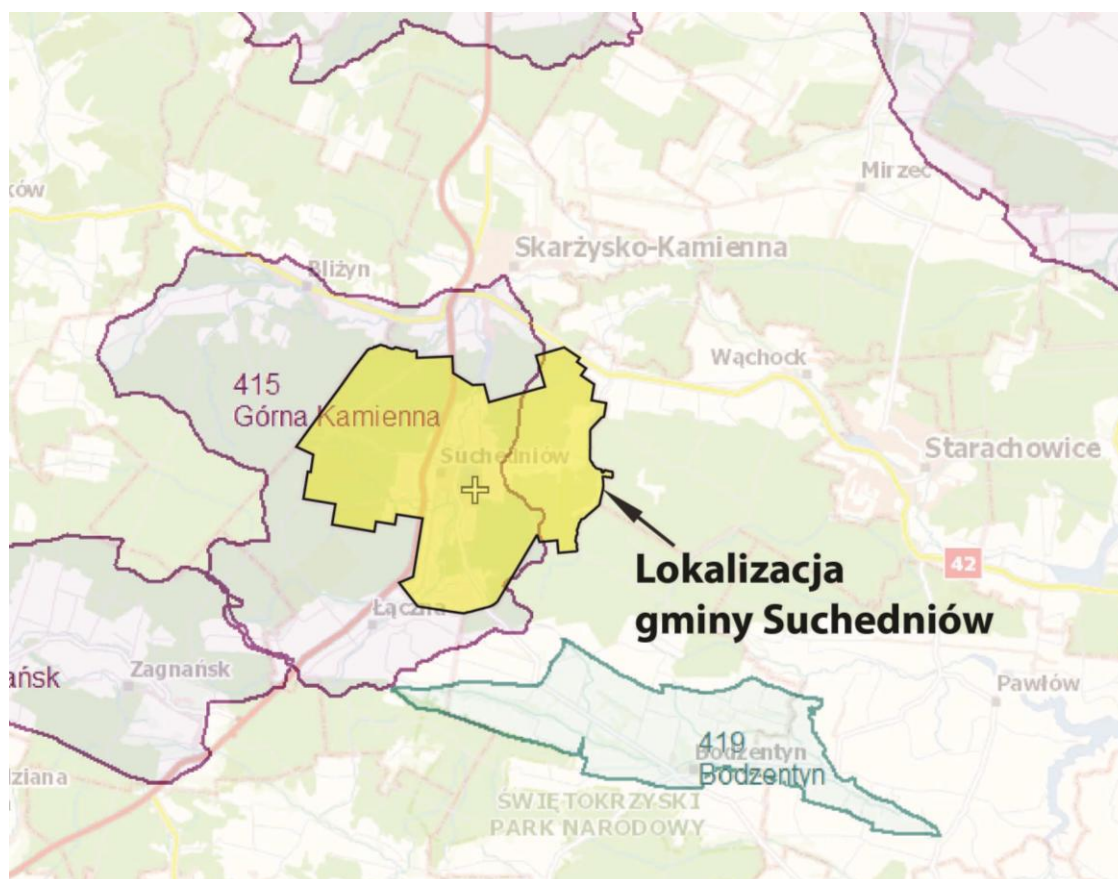 Mirzec
ków
Skarżysko-Kamienna
Bliżyn
Wąchock
415
Górna Kamienna
Suchedniów
Starachowice
42
Lokalizacja
gminy Suchedniów
Łączna
Zagnańsk
ańsk
Pawłów
419
Bodzentyn
Bodzentyn
dziana
ŚWIĘTOKRZYSKI
PARK NARODOWY